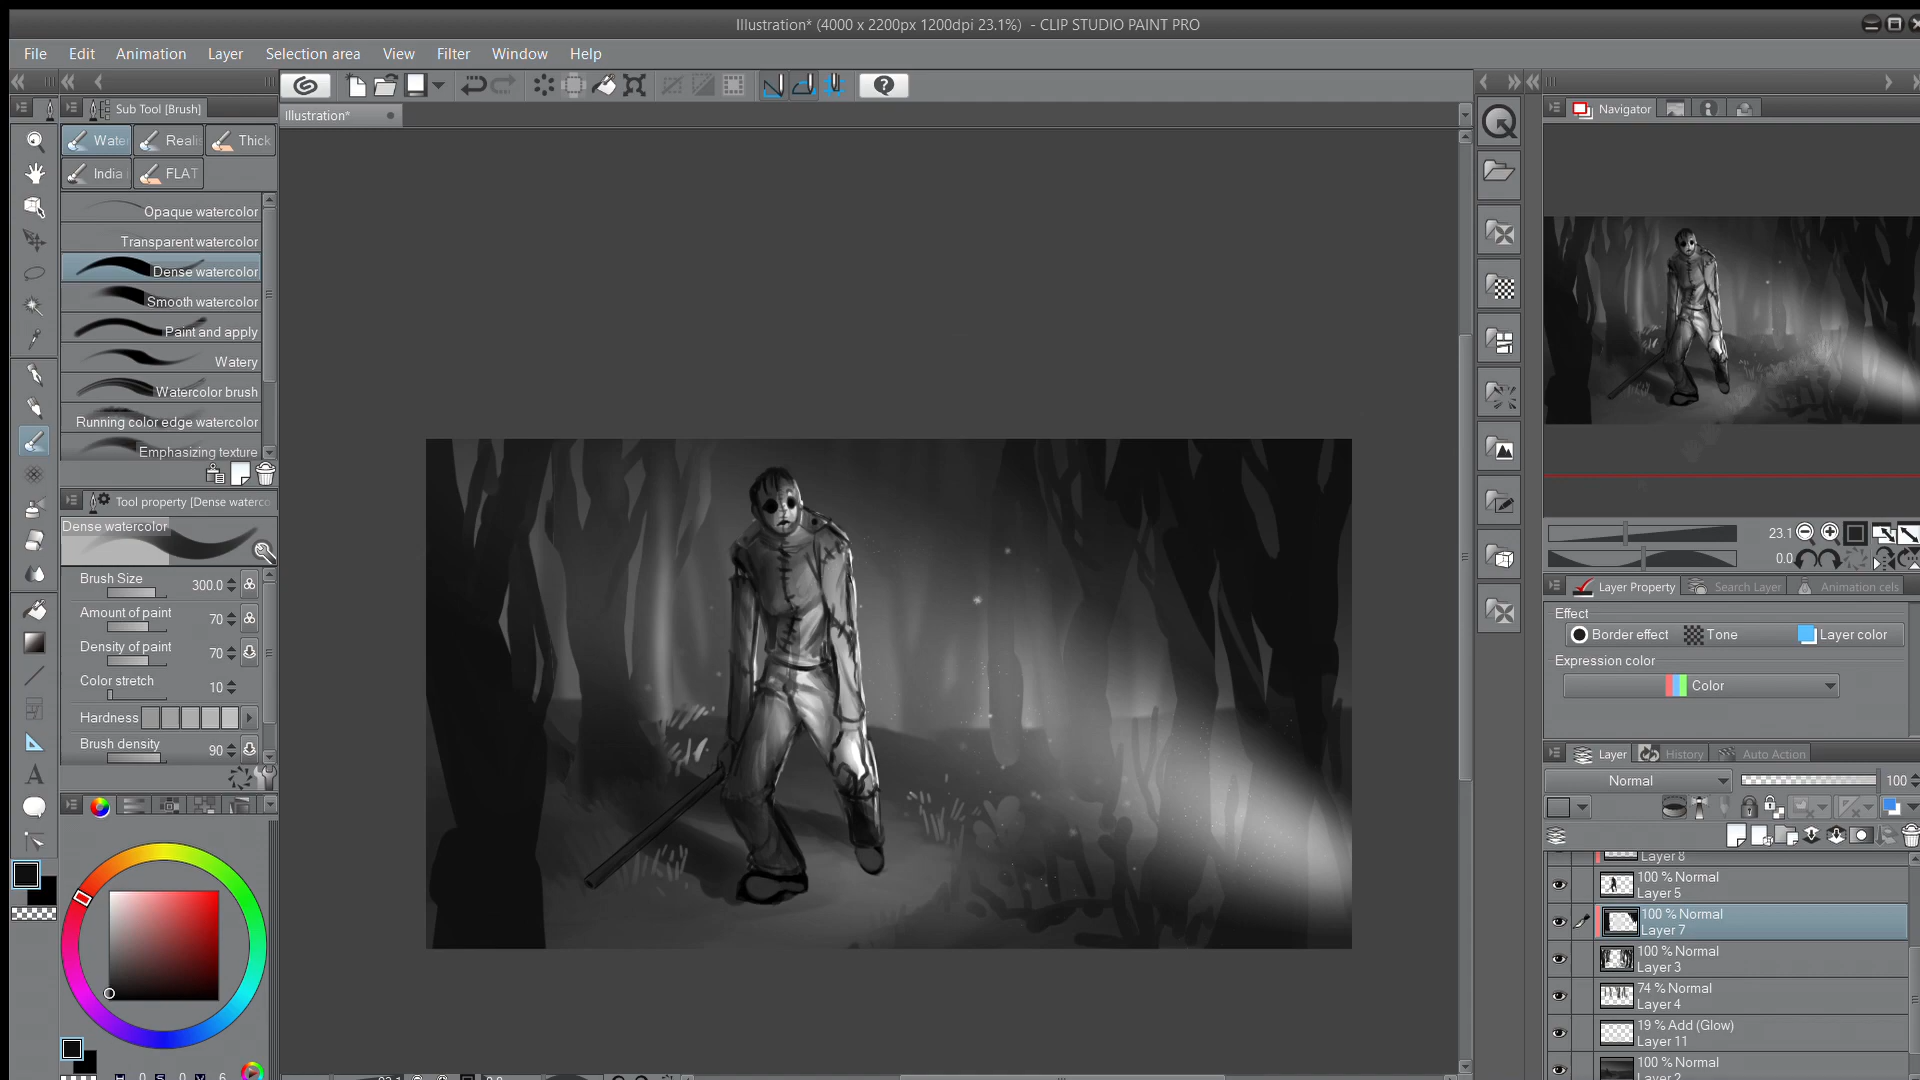 Illustration* (4000 x 2200px 1200dpi 23.1%) - CLIP STUDIO PAINT PRO
File Edit Animation Layer Selection area View Filter Window Help
Sub Tool [Brush]
Illustration*
Navigator
Wate Reali Thick
India FLAT
Opaque watercolor
Transparent watercolor
Dense watercolor
Smooth watercolor
Paint and apply
Watery
Watercolor brush
Running color edge watercolor
Emphasizing texture
Tool property [Dense waterco
Dense watercolor
Brush Size 300.0
Amount of paint 70
Density of paint 70
Color stretch 10
Hardness
Brush density 90
23.1
0.0
Layer Property Search Layer Animation cels
Effect
Border effect Tone Layer color
Expression color
Color
Layer History Auto Action
Normal 100
Layer 8
100 % Normal
Layer 5
100 % Normal
Layer 7
100 % Normal
Layer 3
74 % Normal
Layer 4
19 % Add (Glow)
Layer 11
100 % Normal
Layer 2